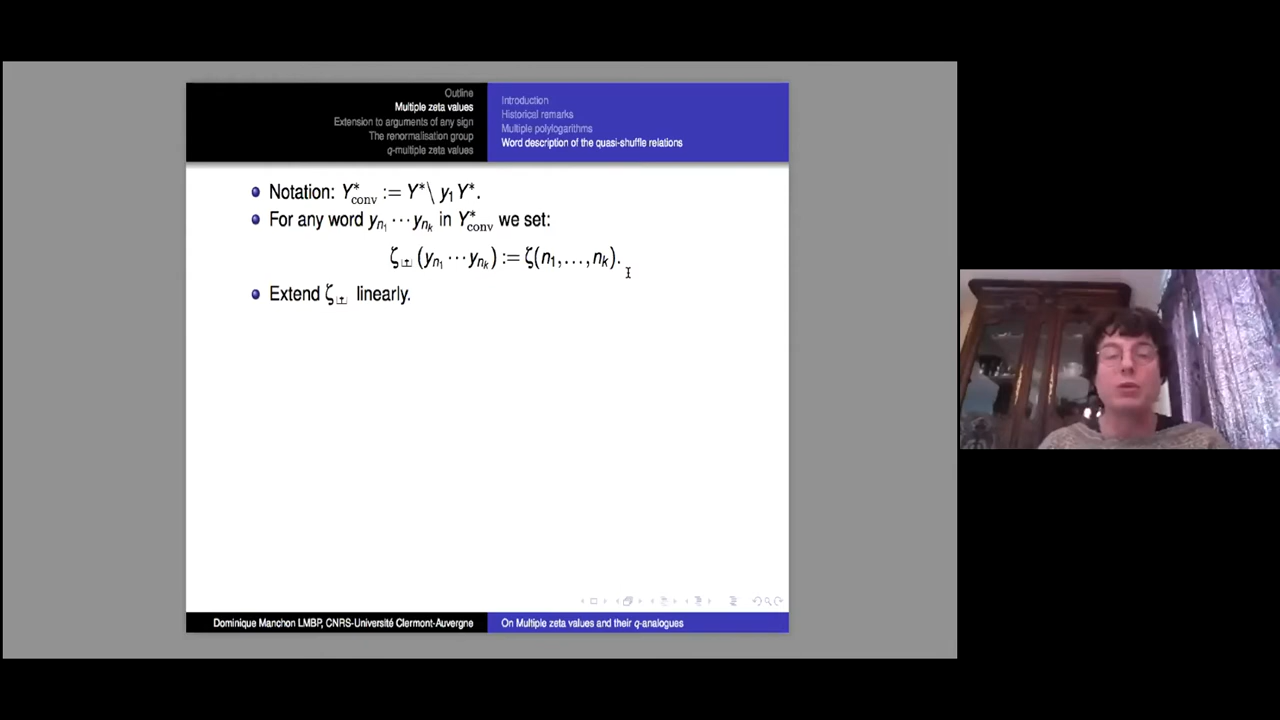 Outline
Multiple zeta values
Extension to arguments of any sign
The renormalisation group
q-multiple zeta values
Introduction
Historical remarks
Multiple polylogarithms
Word description of the quasi-shuffle relations
Notation: Y*conv := Y*\ y1 Y*.
For any word yn1 ⋯ ynk in Y*conv we set:
ζ⧢ (yn1 ⋯ ynk) := ζ(n1,…,nk).
Extend ζ⧢ linearly.
Dominique Manchon LMBP, CNRS-Université Clermont-Auvergne
On Multiple zeta values and their q-analogues